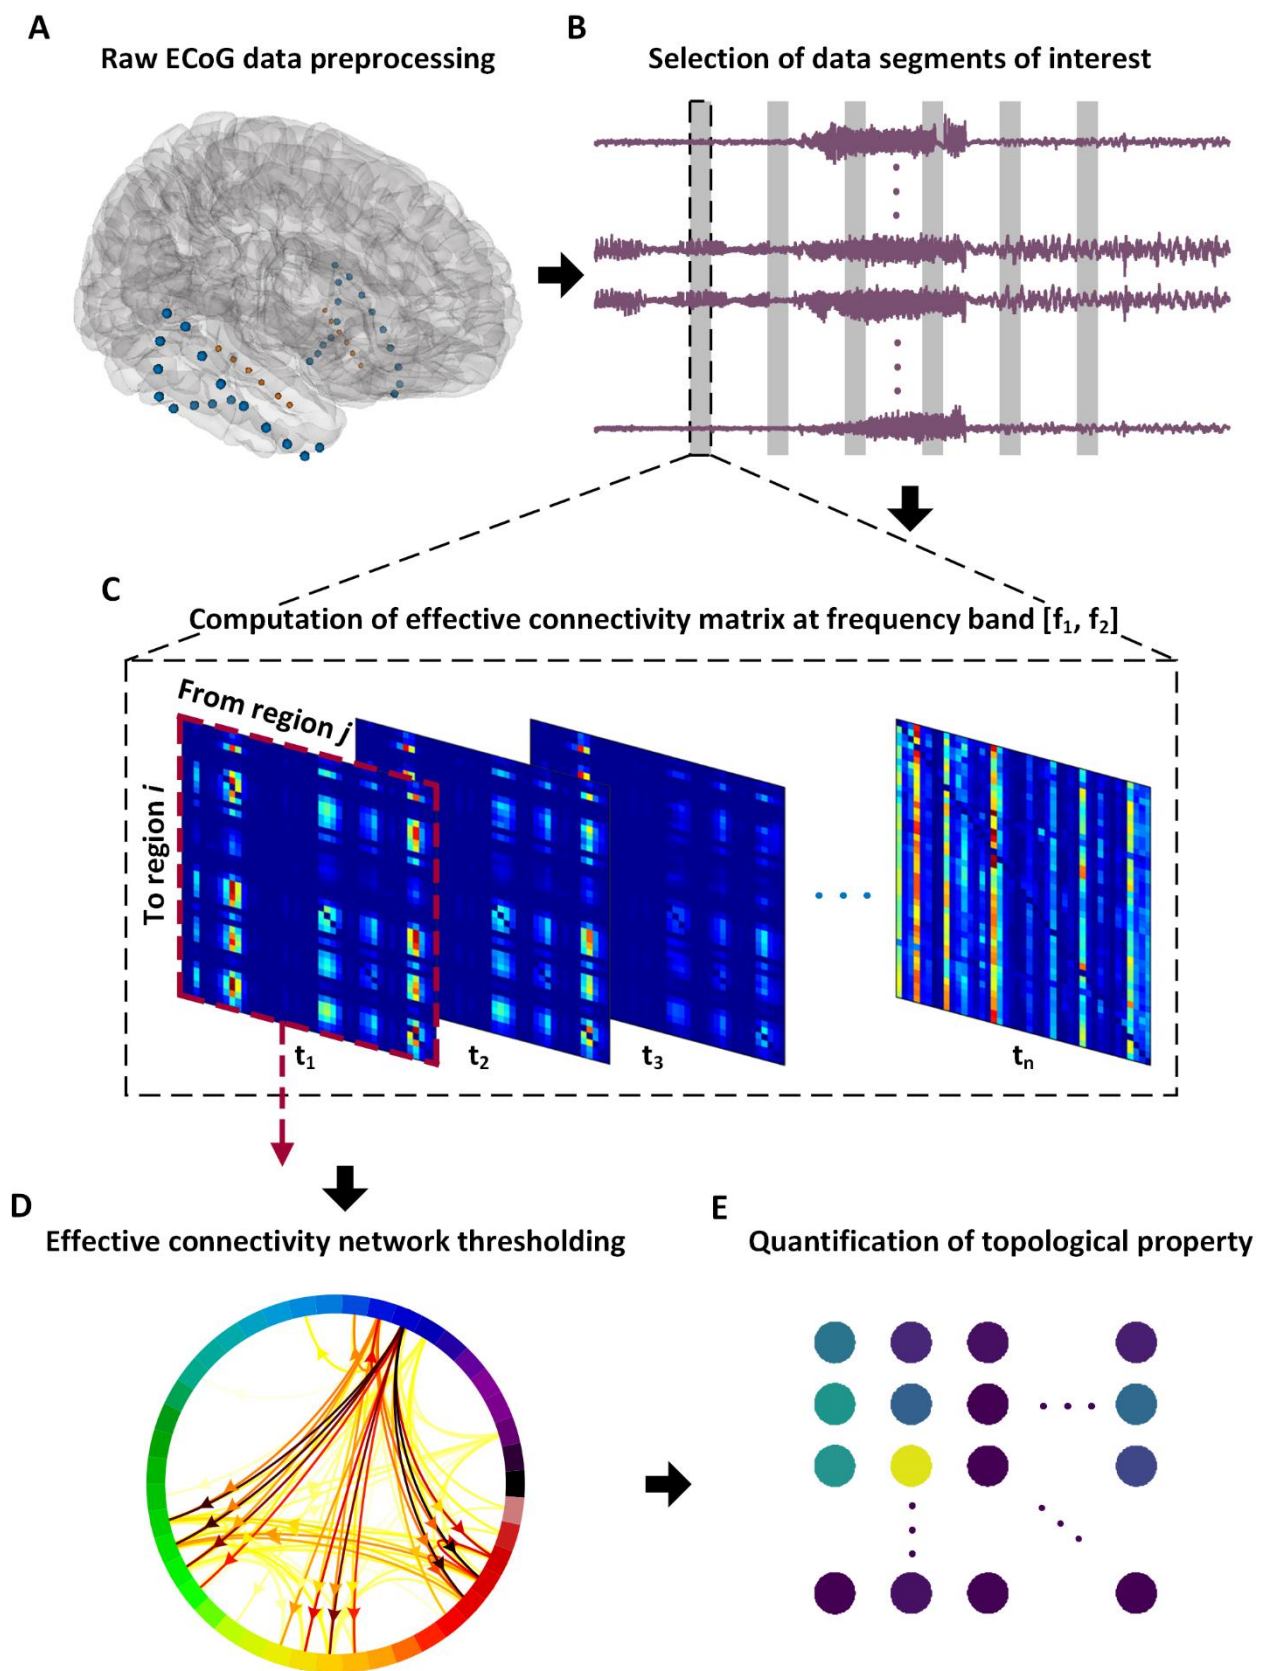 A
Raw ECoG data preprocessing
B
Selection of data segments of interest
C
Computation of effective connectivity matrix at frequency band [f₁, f₂]
From region j
To region i
t₁
t₂
t₃
tₙ
D
Effective connectivity network thresholding
E
Quantification of topological property